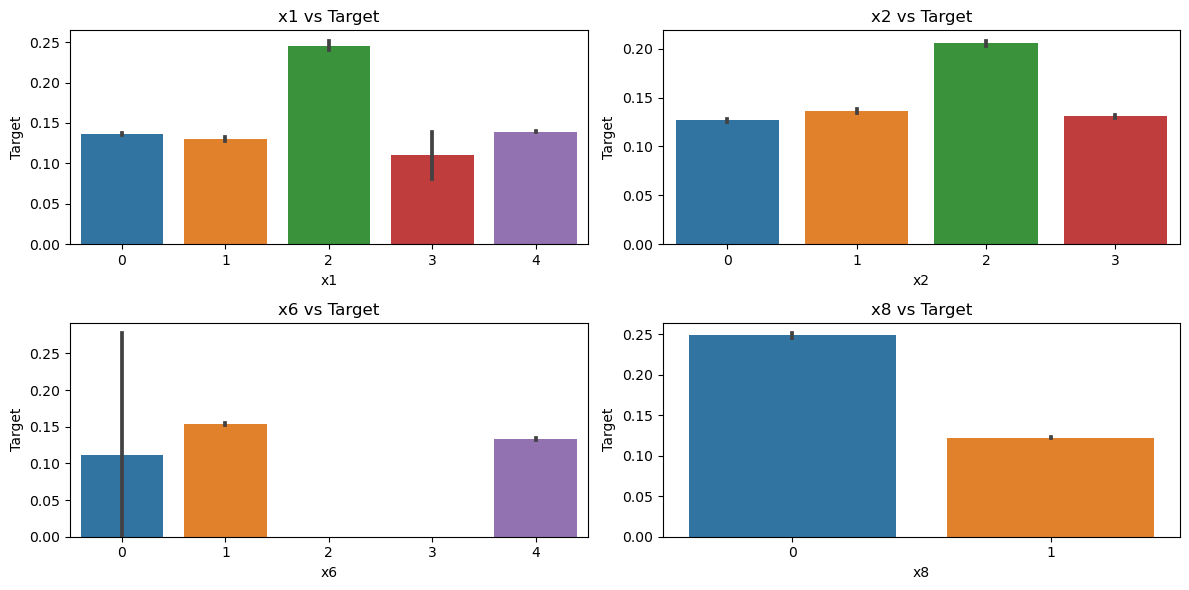 x1 vs Target
0.25
0.20
0.15
0.10
0.05
0.00
Target
0 1 2 3 4
x1
x2 vs Target
0.20
0.15
0.10
0.05
0.00
Target
0 1 2 3
x2
x6 vs Target
0.25
0.20
0.15
0.10
0.05
0.00
Target
0 1 2 3 4
x6
x8 vs Target
0.25
0.20
0.15
0.10
0.05
0.00
Target
0 1
x8